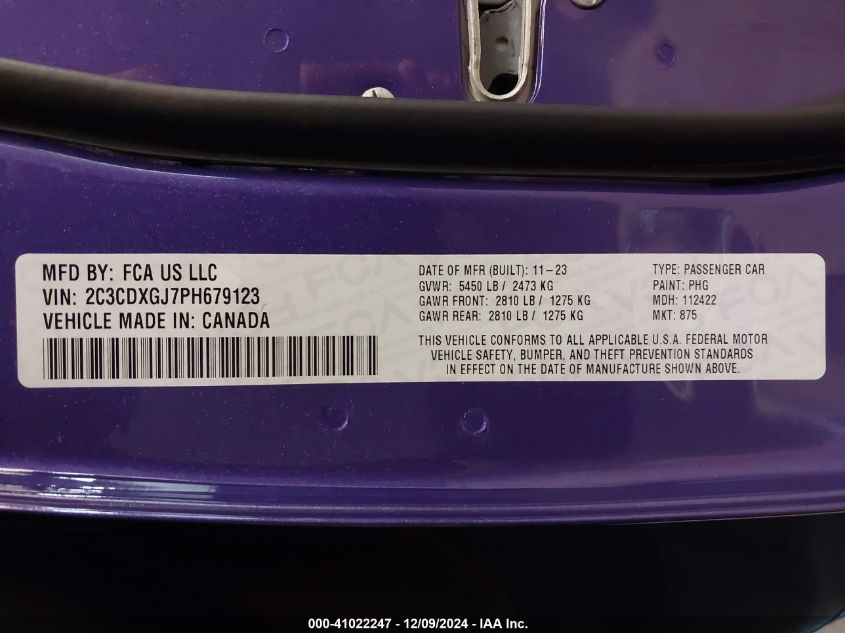 MFD BY: FCA US LLC
VIN: 2C3CDXGJ7PH679123
VEHICLE MADE IN: CANADA
DATE OF MFR (BUILT): 11-23
GVWR: 5450 LB / 2473 KG
GAWR FRONT: 2810 LB / 1275 KG
GAWR REAR: 2810 LB / 1275 KG
TYPE: PASSENGER CAR
PAINT: PHG
MDH: 112422
MKT: 875
THIS VEHICLE CONFORMS TO ALL APPLICABLE U.S.A. FEDERAL MOTOR
VEHICLE SAFETY, BUMPER, AND THEFT PREVENTION STANDARDS
IN EFFECT ON THE DATE OF MANUFACTURE SHOWN ABOVE.
000-41022247 - 12/09/2024 - IAA Inc.